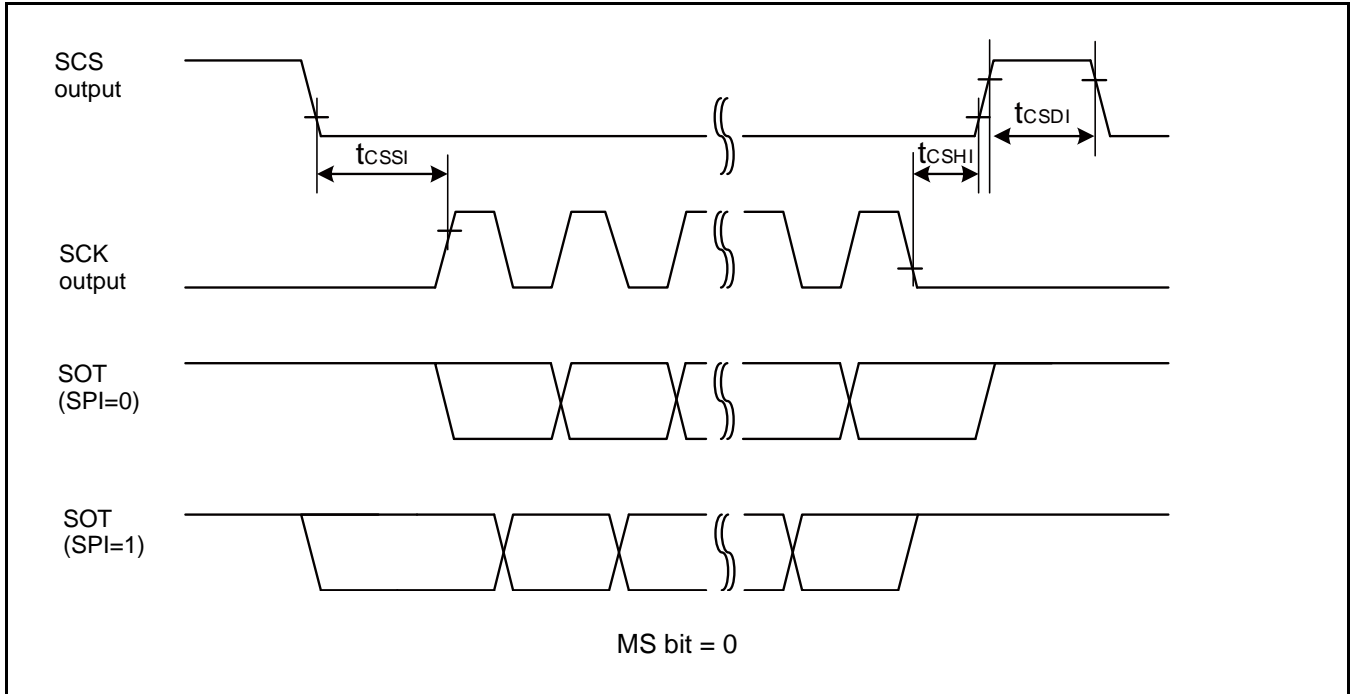 SCS
output
tCSDI
tCSSI
tCSHI
SCK
output
SOT
(SPI=0)
SOT
(SPI=1)
MS bit = 0